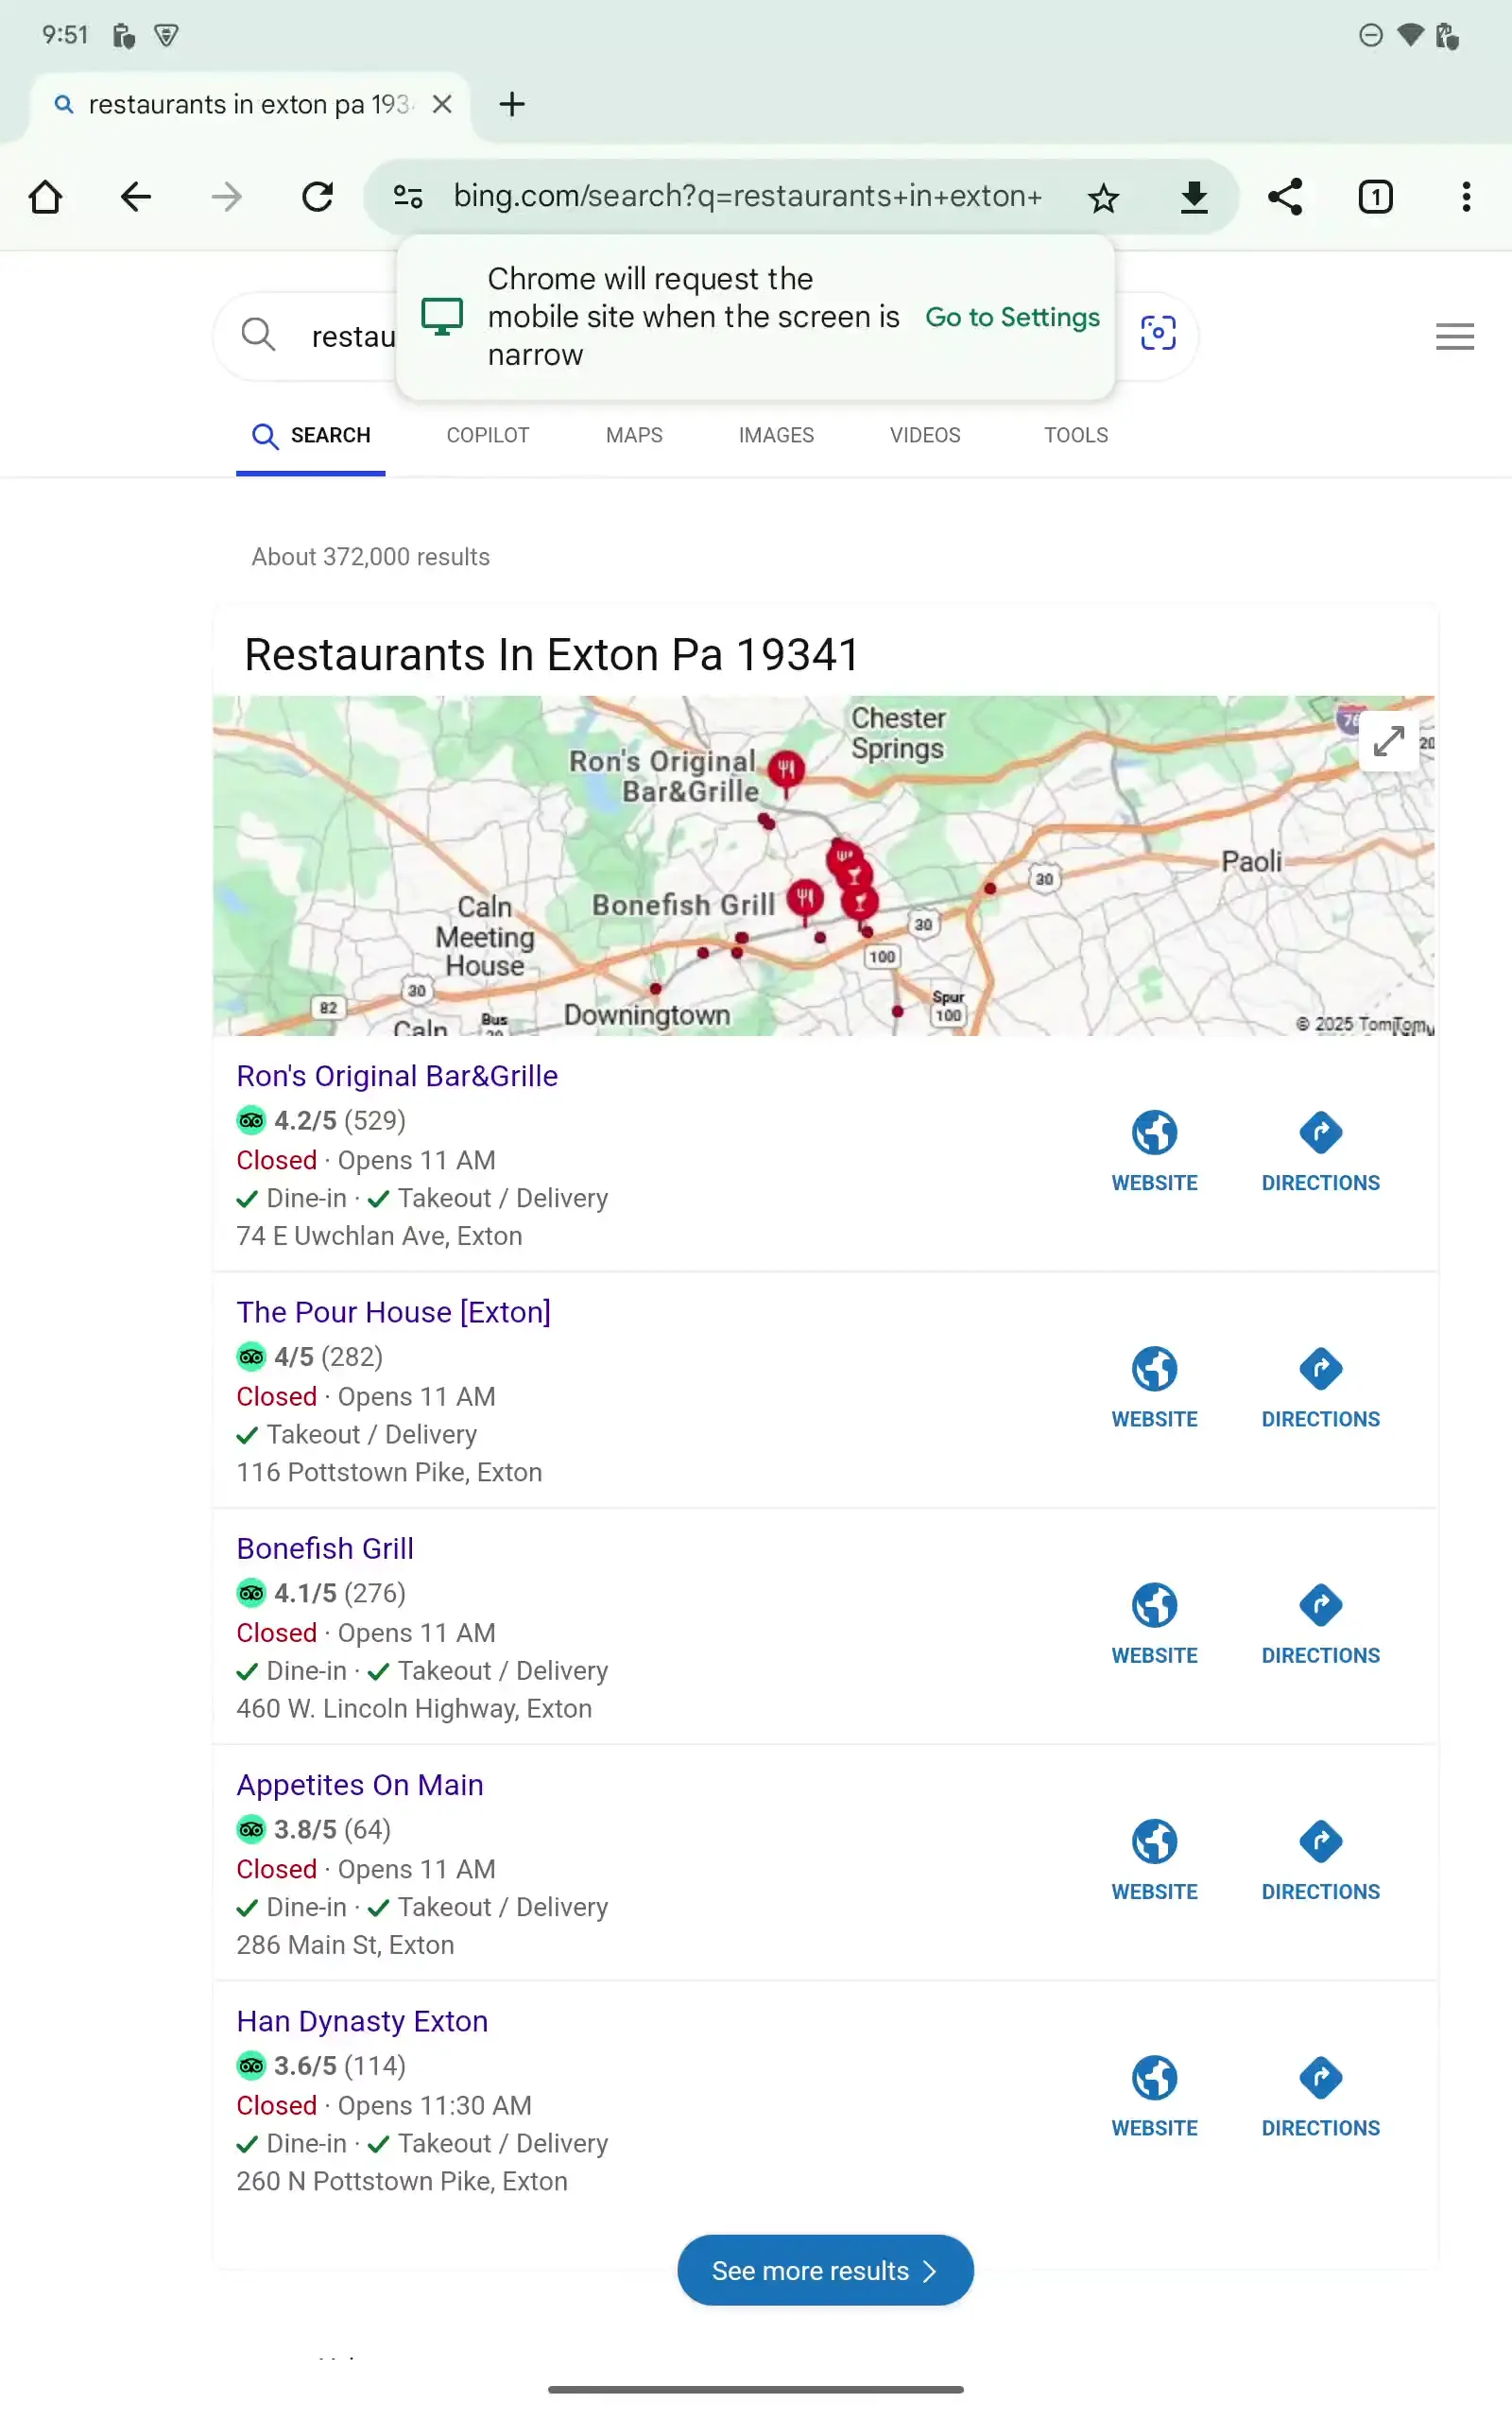 9:51
restaurants in exton pa 193
bing.com/search?q=restaurants+in+exton+
1
Chrome will request the
mobile site when the screen is
narrow
Go to Settings
restau
SEARCH
COPILOT
MAPS
IMAGES
VIDEOS
TOOLS
About 372,000 results
Restaurants In Exton Pa 19341
Chester
Springs
76
20
Ron's Original
Bar&Grille
Paoli
30
Bonefish Grill
Caln
Meeting
House
30
100
30
82
Spur
100
Downingtown
Bus
Caln
© 2025 TomTom
Ron's Original Bar&Grille
4.2/5 (529)
Closed · Opens 11 AM
Dine-in · Takeout / Delivery
74 E Uwchlan Ave, Exton
WEBSITE
DIRECTIONS
The Pour House [Exton]
4/5 (282)
Closed · Opens 11 AM
Takeout / Delivery
116 Pottstown Pike, Exton
WEBSITE
DIRECTIONS
Bonefish Grill
4.1/5 (276)
Closed · Opens 11 AM
Dine-in · Takeout / Delivery
460 W. Lincoln Highway, Exton
WEBSITE
DIRECTIONS
Appetites On Main
3.8/5 (64)
Closed · Opens 11 AM
Dine-in · Takeout / Delivery
286 Main St, Exton
WEBSITE
DIRECTIONS
Han Dynasty Exton
3.6/5 (114)
Closed · Opens 11:30 AM
Dine-in · Takeout / Delivery
260 N Pottstown Pike, Exton
WEBSITE
DIRECTIONS
See more results